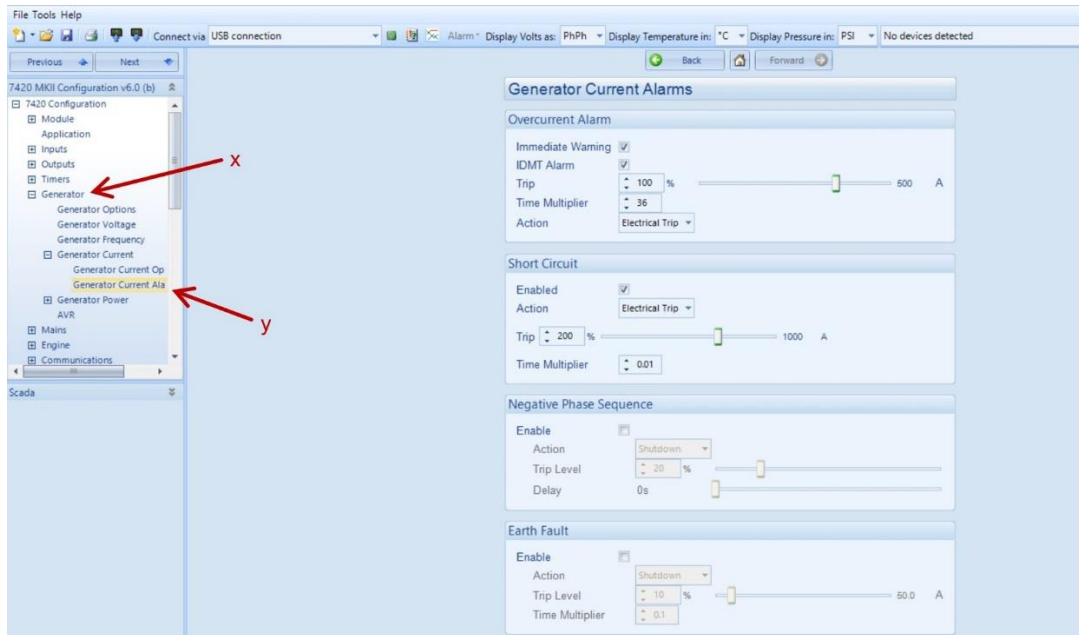 File Tools Help
Connect via USB connection Alarm Display Volts as: PhPh Display Temperature in: °C Display Pressure in: PSI No devices detected
Previous Next
Back Forward
7420 MKII Configuration v6.0 (b)
7420 Configuration
Module
Application
Inputs
Outputs
Timers
Generator
Generator Options
Generator Voltage
Generator Frequency
Generator Current
Generator Current Op
Generator Current Ala
Generator Power
AVR
Mains
Engine
Communications
Scada
x
y
Generator Current Alarms
Overcurrent Alarm
Immediate Warning
IDMT Alarm
Trip 100 % 500 A
Time Multiplier 36
Action Electrical Trip
Short Circuit
Enabled
Action Electrical Trip
Trip 200 % 1000 A
Time Multiplier 0.01
Negative Phase Sequence
Enable
Action Shutdown
Trip Level 20 %
Delay 0s
Earth Fault
Enable
Action Shutdown
Trip Level 10 % 50.0 A
Time Multiplier 0.1